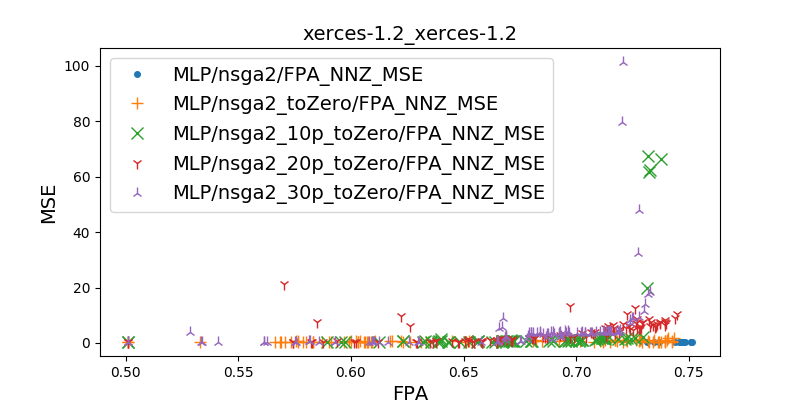 xerces-1.2_xerces-1.2
MLP/nsga2/FPA_NNZ_MSE
MLP/nsga2_toZero/FPA_NNZ_MSE
MLP/nsga2_10p_toZero/FPA_NNZ_MSE
MLP/nsga2_20p_toZero/FPA_NNZ_MSE
MLP/nsga2_30p_toZero/FPA_NNZ_MSE
MSE
100
80
60
40
20
0
0.50 0.55 0.60 0.65 0.70 0.75
FPA